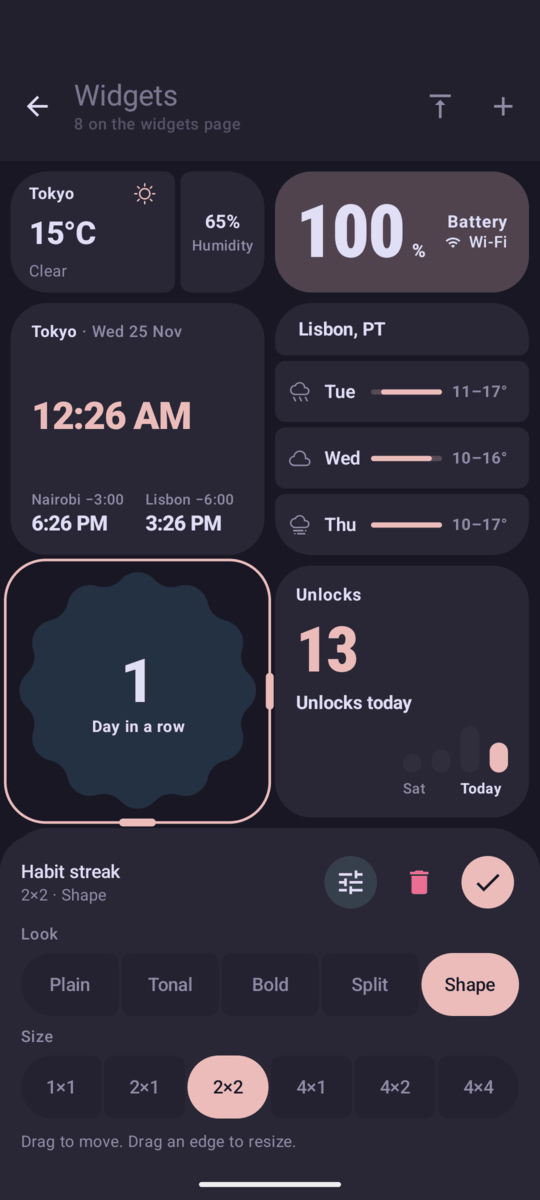 Widgets
8 on the widgets page
Tokyo
15°C
Clear
65%
Humidity
100 %
Battery
Wi-Fi
Tokyo · Wed 25 Nov
12:26 AM
Nairobi −3:00
6:26 PM
Lisbon −6:00
3:26 PM
Lisbon, PT
Tue 11–17°
Wed 10–16°
Thu 10–17°
1
Day in a row
Unlocks
13
Unlocks today
Sat Today
Habit streak
2×2 · Shape
Look
Plain Tonal Bold Split Shape
Size
1×1 2×1 2×2 4×1 4×2 4×4
Drag to move. Drag an edge to resize.